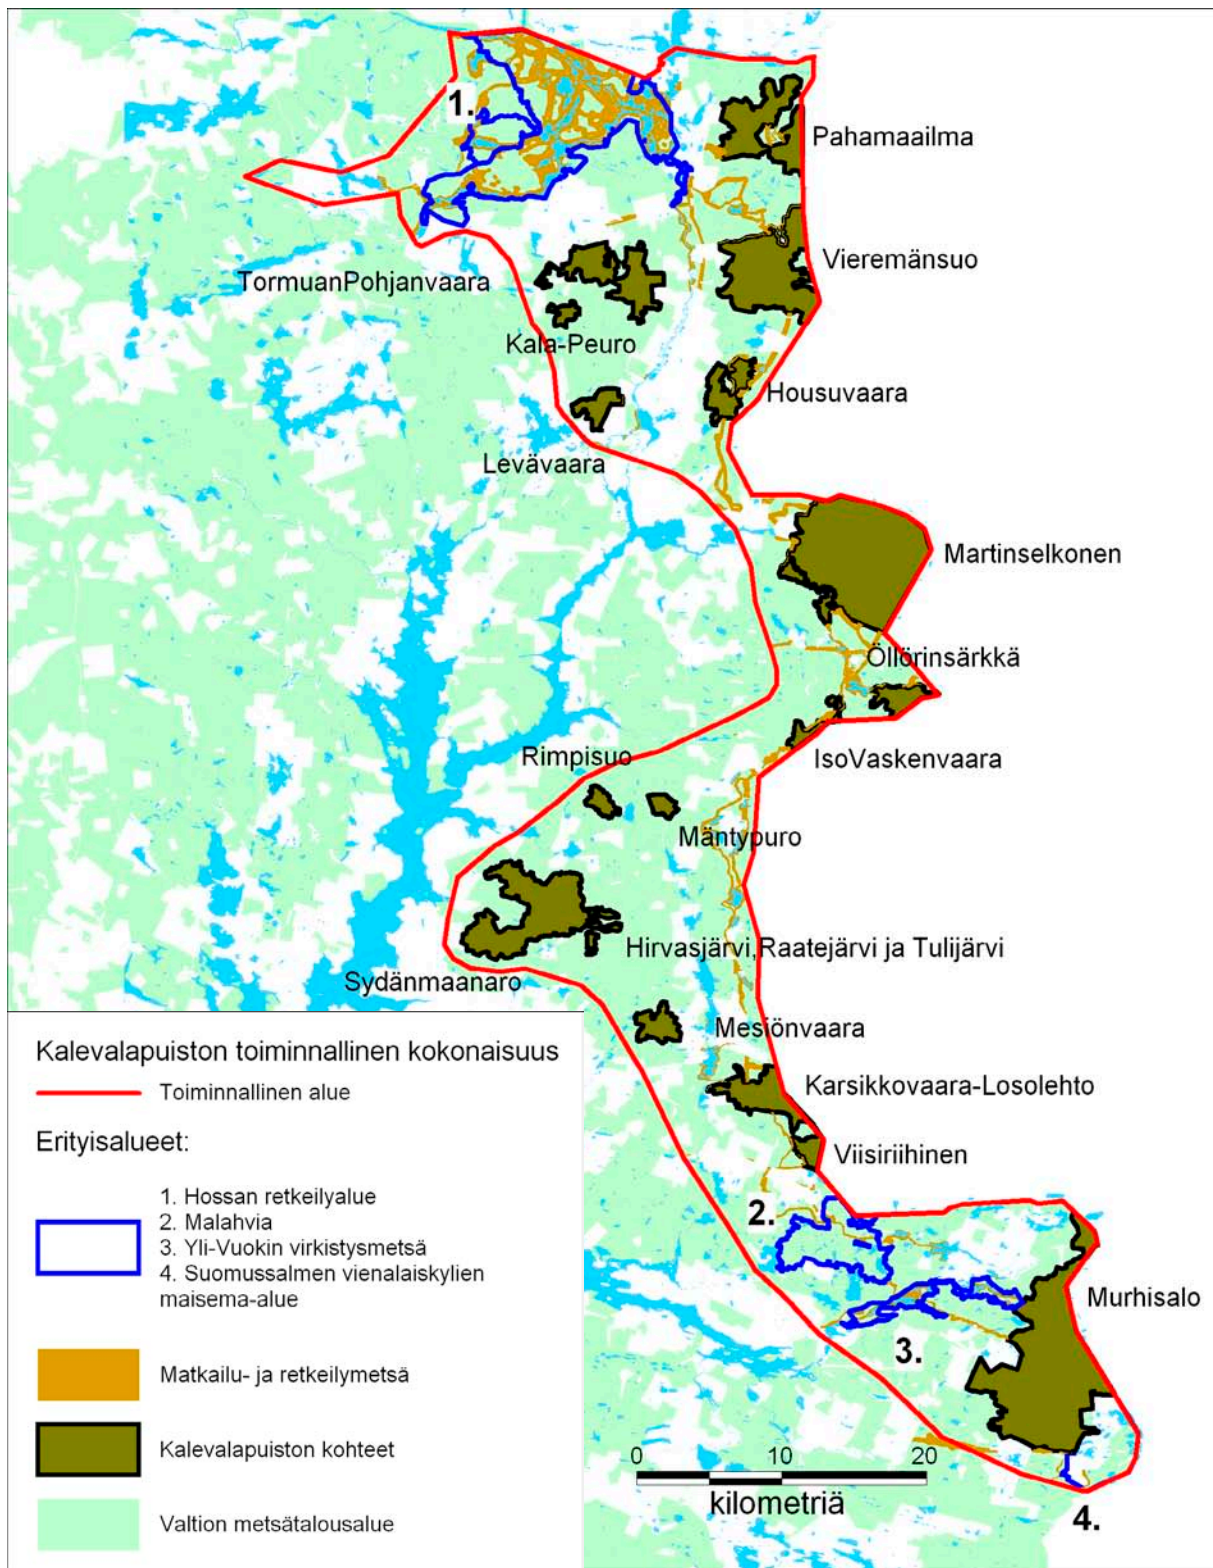 1.
Pahamaailma
Vieremänsuo
TormuanPohjanvaara
Kala-Peuro
Housuvaara
Levävaara
Martinselkonen
Öllörinsärkkä
Rimpisuo
IsoVaskenvaara
Mäntypuro
Hirvasjärvi,Raatejärvi ja Tulijärvi
Sydänmaanaro
Mesiönvaara
Karsikkovaara-Losolehto
Viisiriihinen
2.
Murhisalo
3.
0 10 20
kilometriä
4.
Kalevalapuiston toiminnallinen kokonaisuus
Toiminnallinen alue
Erityisalueet:
1. Hossan retkeilyalue
2. Malahvia
3. Yli-Vuokin virkistysmetsä
4. Suomussalmen vienalaiskylien
maisema-alue
Matkailu- ja retkeilymetsä
Kalevalapuiston kohteet
Valtion metsätalousalue